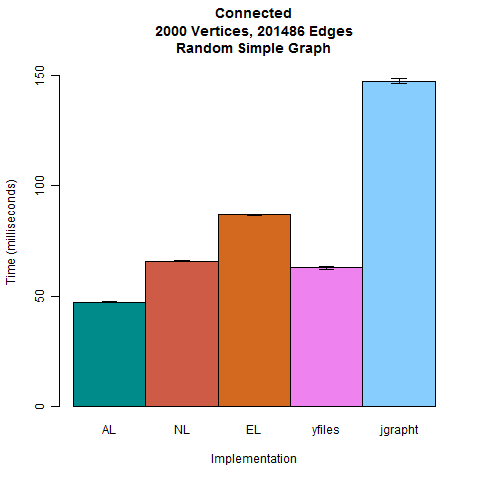 Connected
2000 Vertices, 201486 Edges
Random Simple Graph
150
100
50
0
Time (milliseconds)
AL NL EL yfiles jgrapht
Implementation